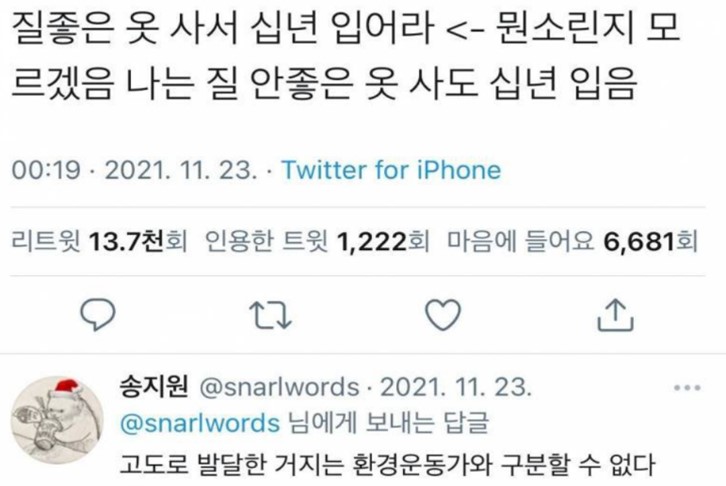 질좋은 옷 사서 십년 입어라 <- 뭔소린지 모
르겠음 나는 질 안좋은 옷 사도 십년 입음
00:19 · 2021. 11. 23. · Twitter for iPhone
리트윗 13.7천회 인용한 트윗 1,222회 마음에 들어요 6,681회
송지원 @snarlwords · 2021. 11. 23.
@snarlwords 님에게 보내는 답글
고도로 발달한 거지는 환경운동가와 구분할 수 없다